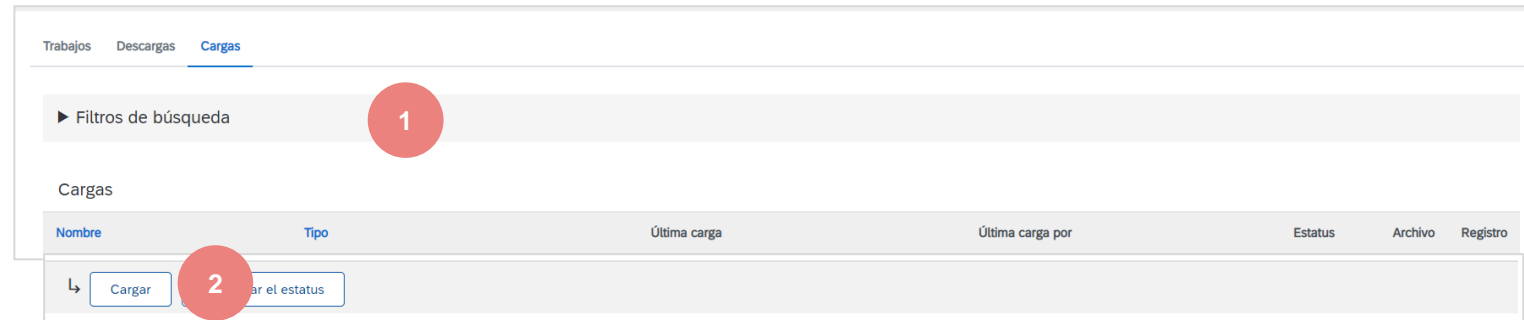 Trabajos Descargas Cargas
▶ Filtros de búsqueda 1
Cargas
Nombre Tipo Última carga Última carga por Estatus Archivo Registro
Cargar 2 ar el estatus